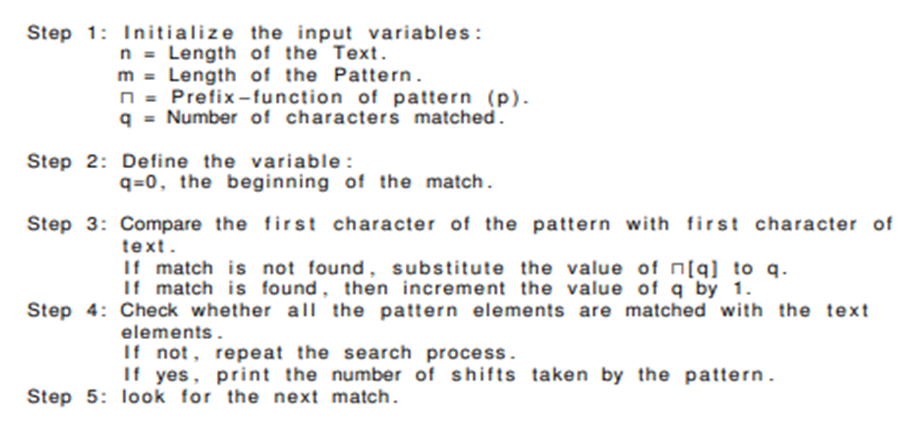 Step 1: Initialize the input variables:
n = Length of the Text.
m = Length of the Pattern.
⊓ = Prefix-function of pattern (p).
q = Number of characters matched.
Step 2: Define the variable:
q=0, the beginning of the match.
Step 3: Compare the first character of the pattern with first character of
text.
If match is not found, substitute the value of ⊓[q] to q.
If match is found, then increment the value of q by 1.
Step 4: Check whether all the pattern elements are matched with the text
elements.
If not, repeat the search process.
If yes, print the number of shifts taken by the pattern.
Step 5: look for the next match.